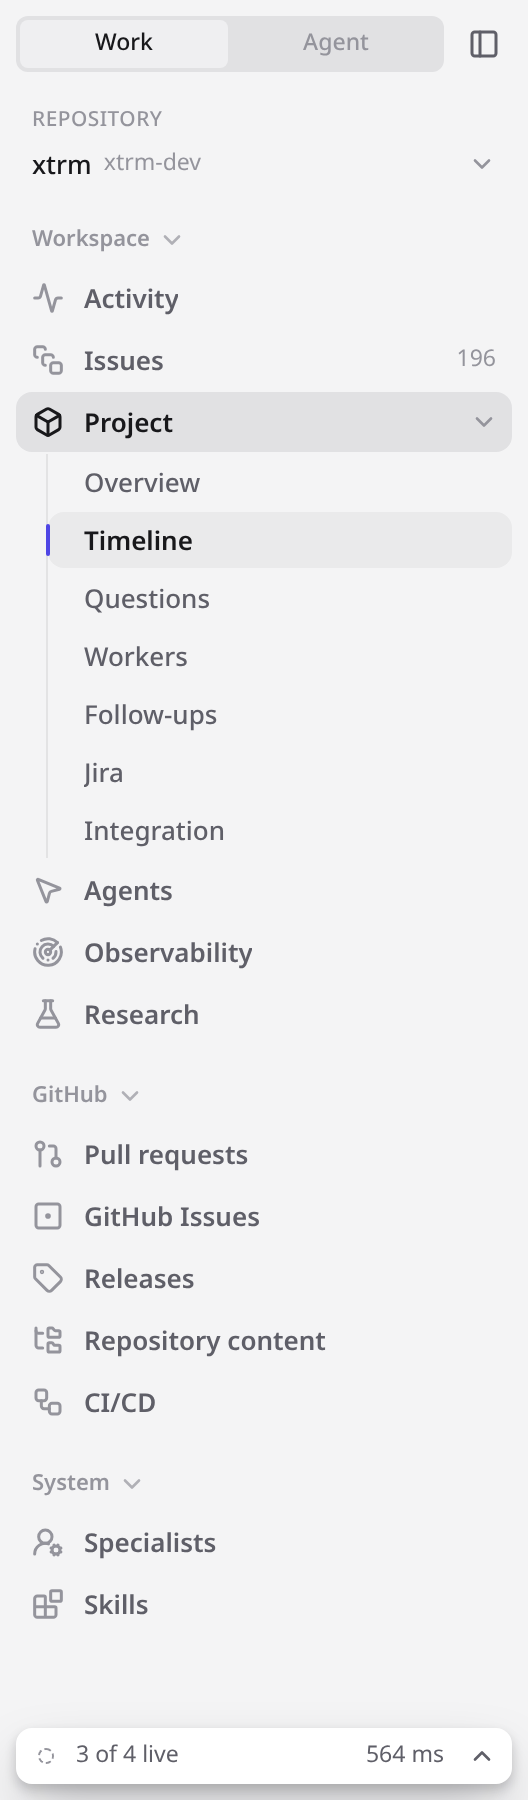 Work Agent
REPOSITORY
xtrm xtrm-dev
Workspace
Activity
Issues 196
Project
Overview
Timeline
Questions
Workers
Follow-ups
Jira
Integration
Agents
Observability
Research
GitHub
Pull requests
GitHub Issues
Releases
Repository content
CI/CD
System
Specialists
Skills
3 of 4 live 564 ms